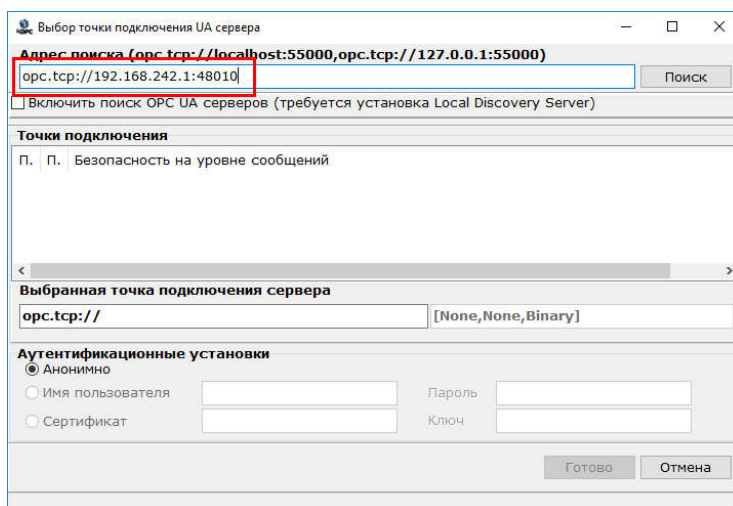 Выбор точки подключения UA сервера
Адрес поиска (opc.tcp://localhost:55000,opc.tcp://127.0.0.1:55000)
opc.tcp://192.168.242.1:48010
Поиск
Включить поиск OPC UA серверов (требуется установка Local Discovery Server)
Точки подключения
П. П. Безопасность на уровне сообщений
Выбранная точка подключения сервера
opc.tcp:// [None,None,Binary]
Аутентификационные установки
Анонимно
Имя пользователя Пароль
Сертификат Ключ
Готово Отмена